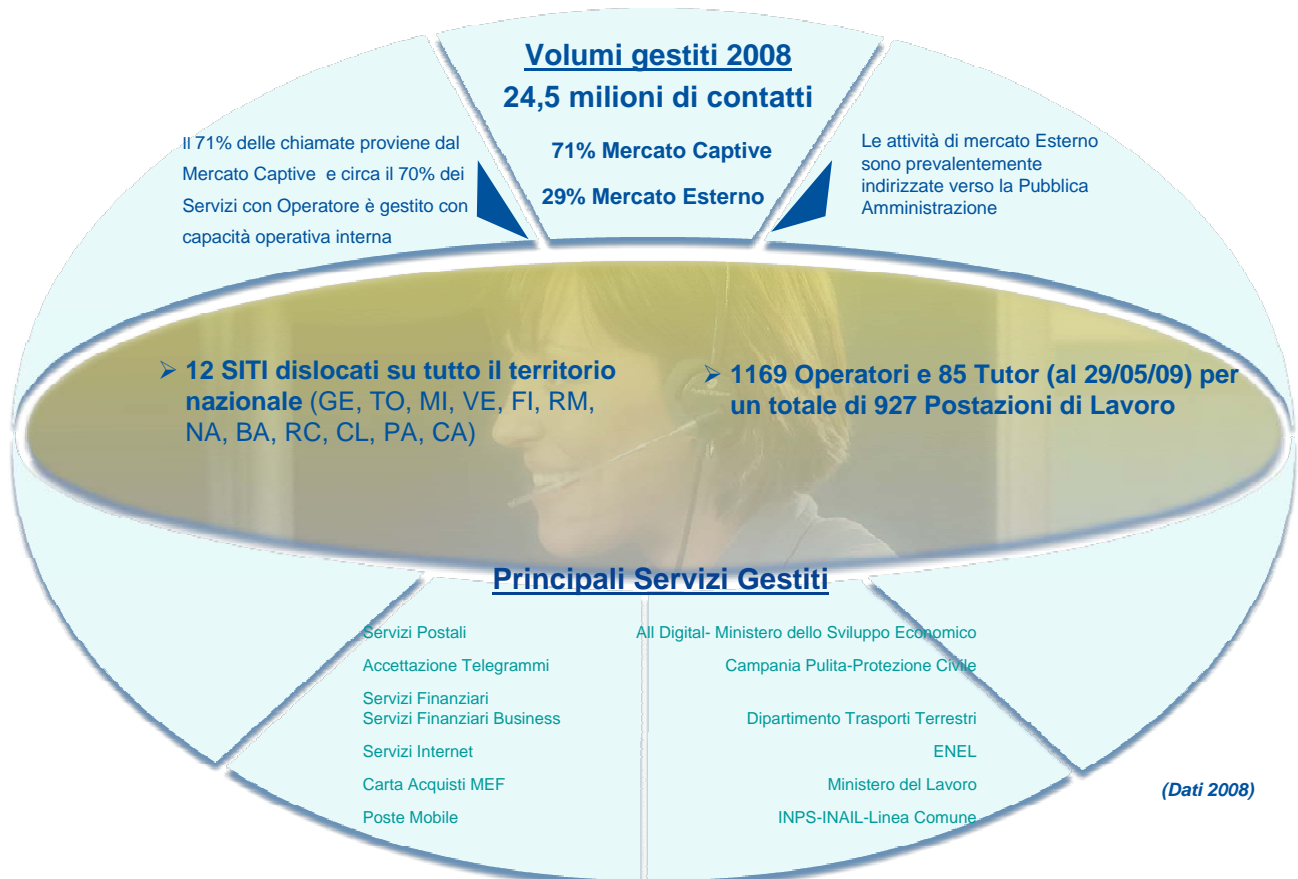 Volumi gestiti 2008
24,5 milioni di contatti
71% Mercato Captive
29% Mercato Esterno
Il 71% delle chiamate proviene dal
Mercato Captive e circa il 70% dei
Servizi con Operatore è gestito con
capacità operativa interna
Le attività di mercato Esterno
sono prevalentemente
indirizzate verso la Pubblica
Amministrazione
➢ 12 SITI dislocati su tutto il territorio
nazionale (GE, TO, MI, VE, FI, RM,
NA, BA, RC, CL, PA, CA)
➢ 1169 Operatori e 85 Tutor (al 29/05/09) per
un totale di 927 Postazioni di Lavoro
Principali Servizi Gestiti
Servizi Postali
Accettazione Telegrammi
Servizi Finanziari
Servizi Finanziari Business
Servizi Internet
Carta Acquisti MEF
Poste Mobile
All Digital- Ministero dello Sviluppo Economico
Campania Pulita-Protezione Civile
Dipartimento Trasporti Terrestri
ENEL
Ministero del Lavoro
INPS-INAIL-Linea Comune
(Dati 2008)